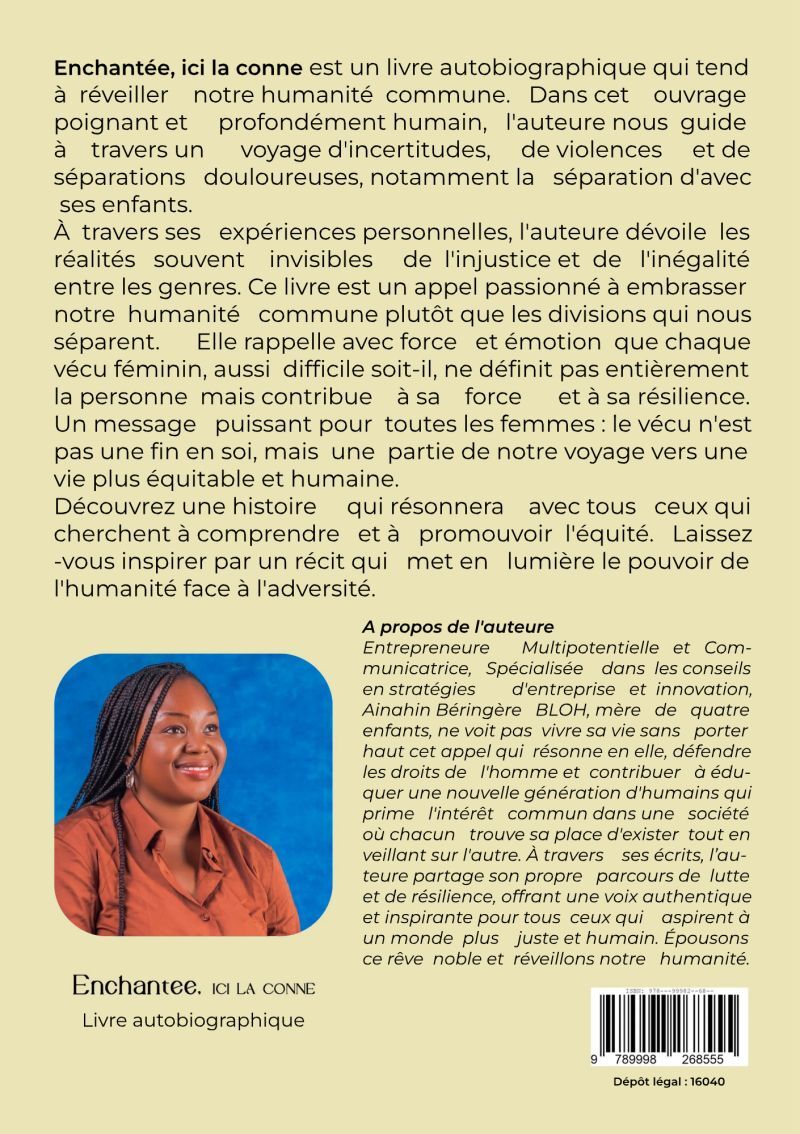 Enchantée, ici la conne est un livre autobiographique qui tend
à réveiller notre humanité commune. Dans cet ouvrage
poignant et profondément humain, l'auteure nous guide
à travers un voyage d'incertitudes, de violences et de
séparations douloureuses, notamment la séparation d'avec
ses enfants.
À travers ses expériences personnelles, l'auteure dévoile les
réalités souvent invisibles de l'injustice et de l'inégalité
entre les genres. Ce livre est un appel passionné à embrasser
notre humanité commune plutôt que les divisions qui nous
séparent. Elle rappelle avec force et émotion que chaque
vécu féminin, aussi difficile soit-il, ne définit pas entièrement
la personne mais contribue à sa force et à sa résilience.
Un message puissant pour toutes les femmes : le vécu n'est
pas une fin en soi, mais une partie de notre voyage vers une
vie plus équitable et humaine.
Découvrez une histoire qui résonnera avec tous ceux qui
cherchent à comprendre et à promouvoir l'équité. Laissez
-vous inspirer par un récit qui met en lumière le pouvoir de
l'humanité face à l'adversité.
A propos de l'auteure
Entrepreneure Multipotentielle et Com-
municatrice, Spécialisée dans les conseils
en stratégies d'entreprise et innovation,
Ainahin Béringère BLOH, mère de quatre
enfants, ne voit pas vivre sa vie sans porter
haut cet appel qui résonne en elle, défendre
les droits de l'homme et contribuer à édu-
quer une nouvelle génération d'humains qui
prime l'intérêt commun dans une société
où chacun trouve sa place d'exister tout en
veillant sur l'autre. À travers ses écrits, l’au-
teure partage son propre parcours de lutte
et de résilience, offrant une voix authentique
et inspirante pour tous ceux qui aspirent à
un monde plus juste et humain. Épousons
ce rêve noble et réveillons notre humanité.
Enchantee, ICI LA CONNE
Livre autobiographique
ISBN: 978---99982--68--
9 789998 268555
Dépôt légal : 16040